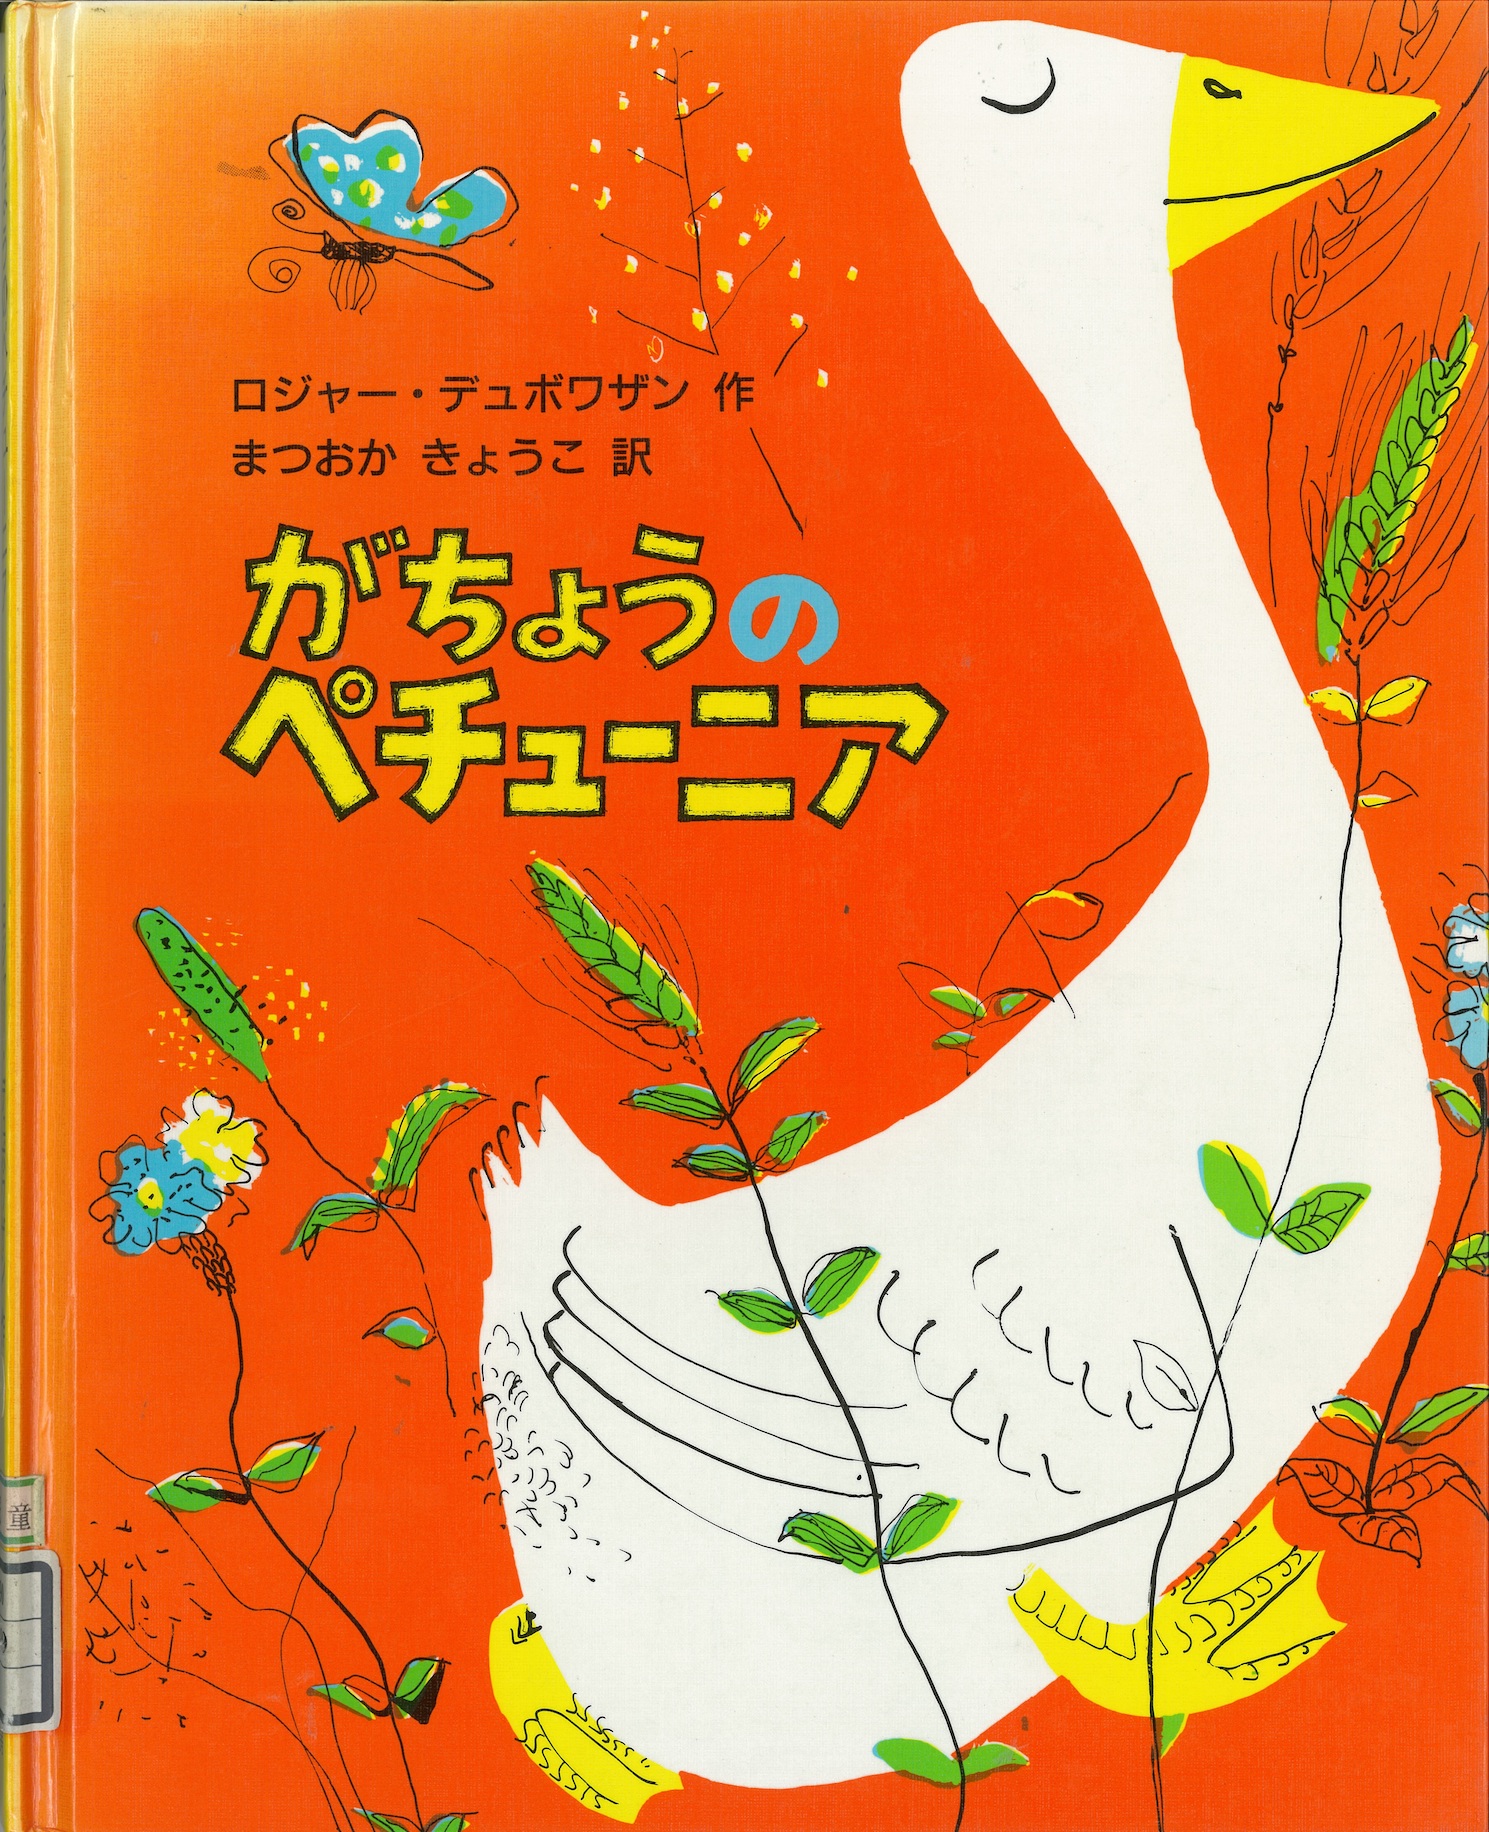 ロジャー・デュボワザン 作
まつおか きょうこ 訳
がちょうの
ペチューニア
童